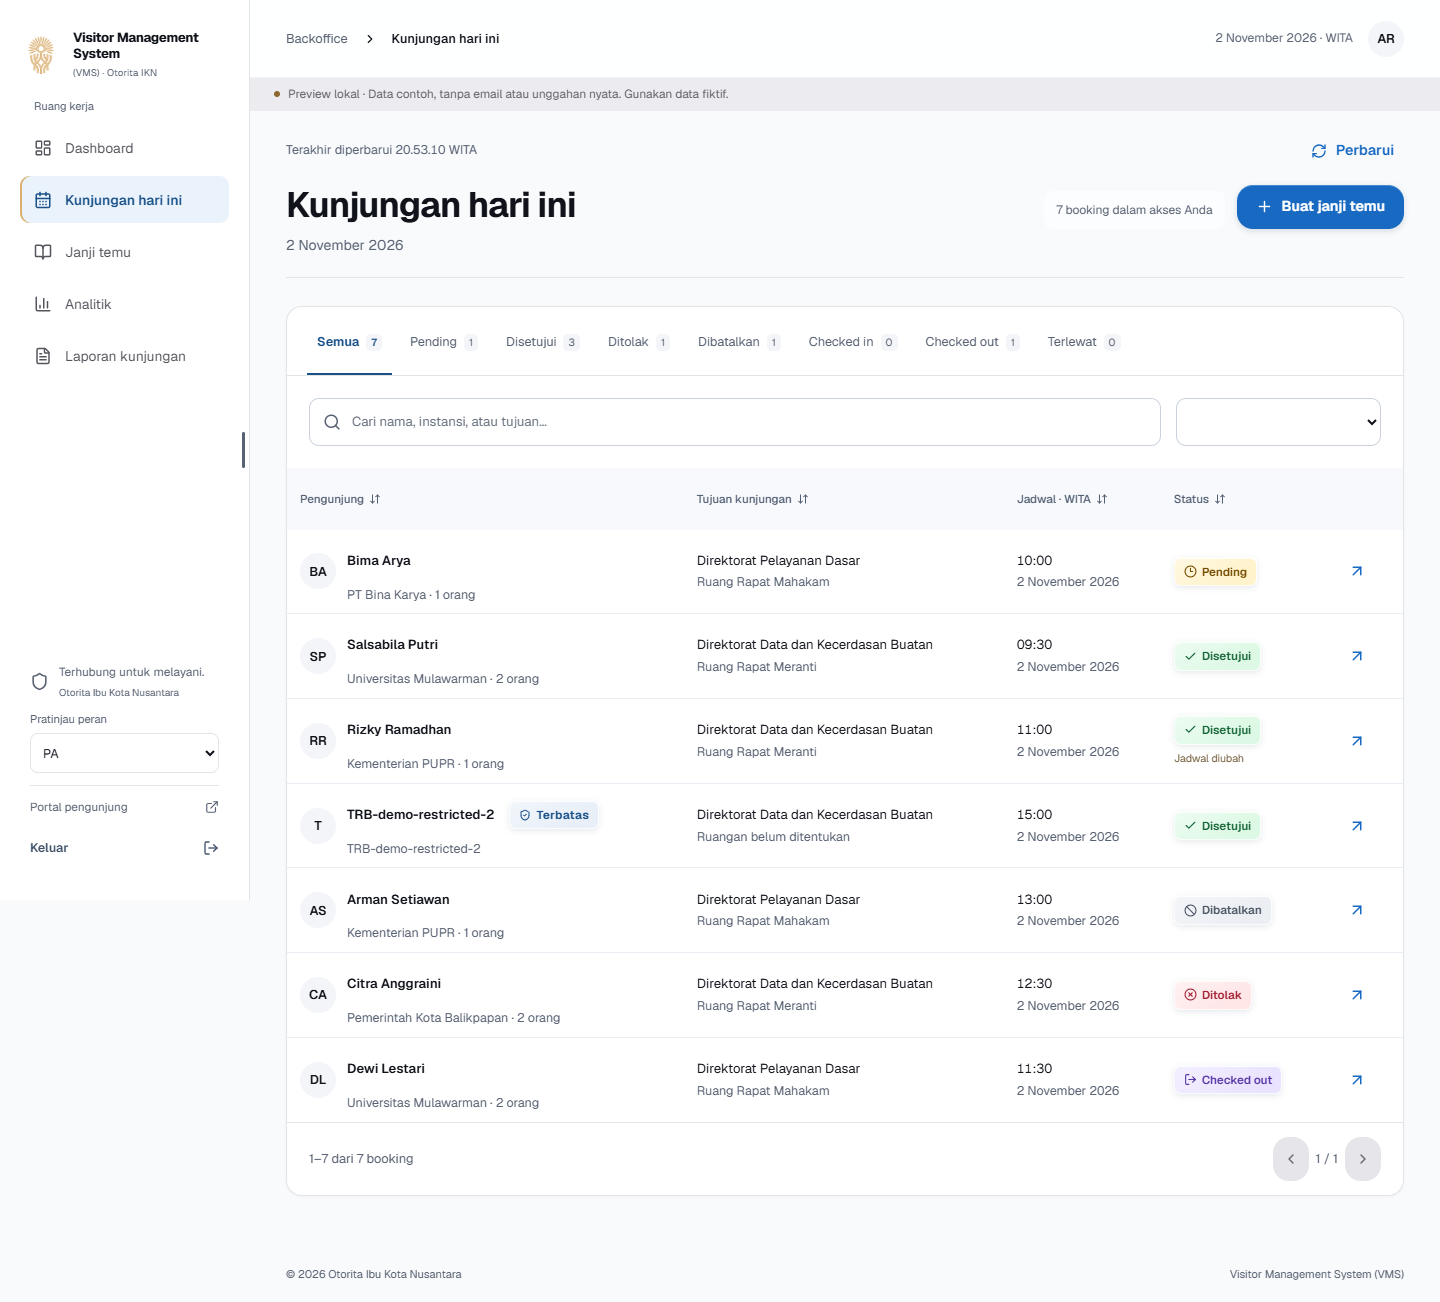 Visitor Management
System
(VMS) · Otorita IKN
Ruang kerja
Dashboard
Kunjungan hari ini
Janji temu
Analitik
Laporan kunjungan
Terhubung untuk melayani.
Otorita Ibu Kota Nusantara
Pratinjau peran
PA
Portal pengunjung
Keluar
Backoffice
Kunjungan hari ini
2 November 2026 · WITA
AR
Preview lokal · Data contoh, tanpa email atau unggahan nyata. Gunakan data fiktif.
Terakhir diperbarui 20.53.10 WITA
Perbarui
Kunjungan hari ini
7 booking dalam akses Anda
Buat janji temu
2 November 2026
Semua 7
Pending 1
Disetujui 3
Ditolak 1
Dibatalkan 1
Checked in 0
Checked out 1
Terlewat 0
Cari nama, instansi, atau tujuan...
Pengunjung
Tujuan kunjungan
Jadwal · WITA
Status
BA
Bima Arya
PT Bina Karya · 1 orang
Direktorat Pelayanan Dasar
Ruang Rapat Mahakam
10:00
2 November 2026
Pending
SP
Salsabila Putri
Universitas Mulawarman · 2 orang
Direktorat Data dan Kecerdasan Buatan
Ruang Rapat Meranti
09:30
2 November 2026
Disetujui
RR
Rizky Ramadhan
Kementerian PUPR · 1 orang
Direktorat Data dan Kecerdasan Buatan
Ruang Rapat Meranti
11:00
2 November 2026
Disetujui
Jadwal diubah
T
TRB-demo-restricted-2
Terbatas
TRB-demo-restricted-2
Direktorat Data dan Kecerdasan Buatan
Ruangan belum ditentukan
15:00
2 November 2026
Disetujui
AS
Arman Setiawan
Kementerian PUPR · 1 orang
Direktorat Pelayanan Dasar
Ruang Rapat Mahakam
13:00
2 November 2026
Dibatalkan
CA
Citra Anggraini
Pemerintah Kota Balikpapan · 2 orang
Direktorat Data dan Kecerdasan Buatan
Ruang Rapat Meranti
12:30
2 November 2026
Ditolak
DL
Dewi Lestari
Universitas Mulawarman · 2 orang
Direktorat Pelayanan Dasar
Ruang Rapat Mahakam
11:30
2 November 2026
Checked out
1–7 dari 7 booking
1 / 1
© 2026 Otorita Ibu Kota Nusantara
Visitor Management System (VMS)